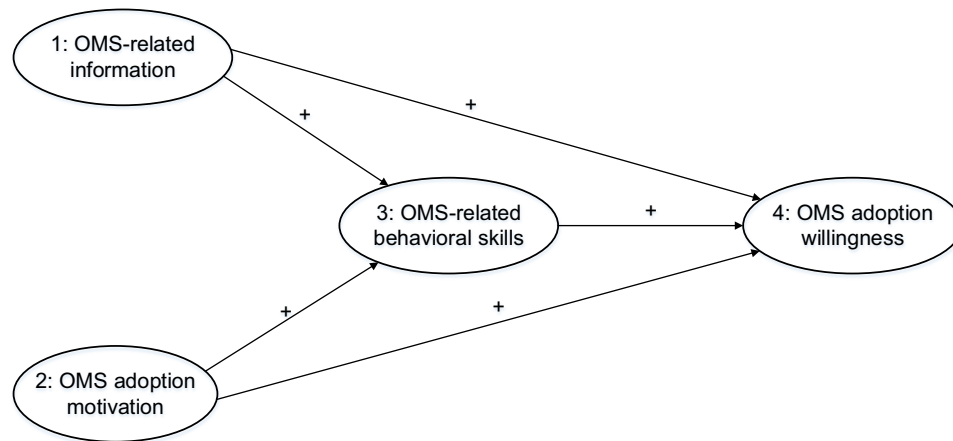 1: OMS-related
information
+
+
3: OMS-related
behavioral skills
+
4: OMS adoption
willingness
+
+
2: OMS adoption
motivation